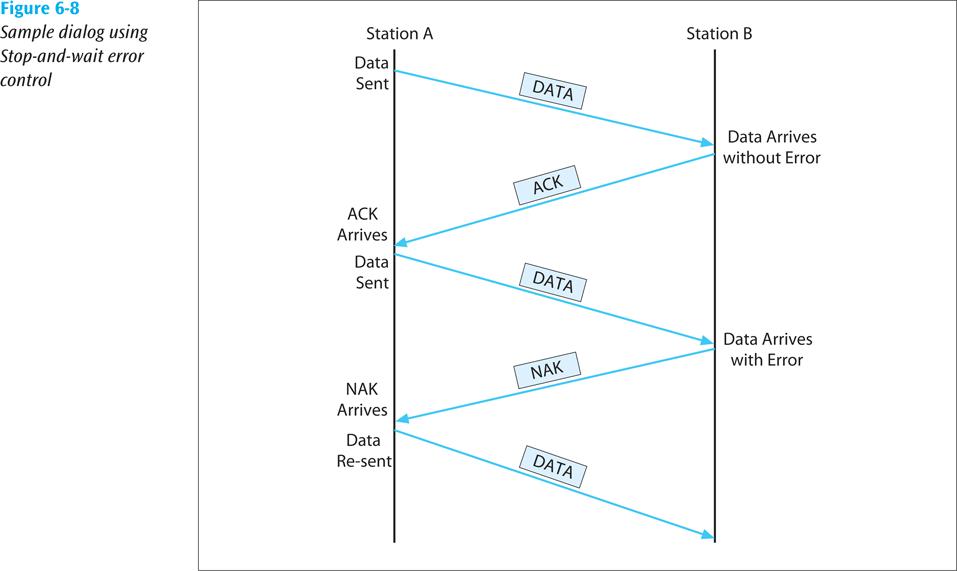 Figure 6-8
Sample dialog using
Stop-and-wait error
control
Station A
Station B
Data
Sent
DATA
Data Arrives
without Error
ACK
ACK
Arrives
Data
Sent
DATA
Data Arrives
with Error
NAK
NAK
Arrives
Data
Re-sent
DATA